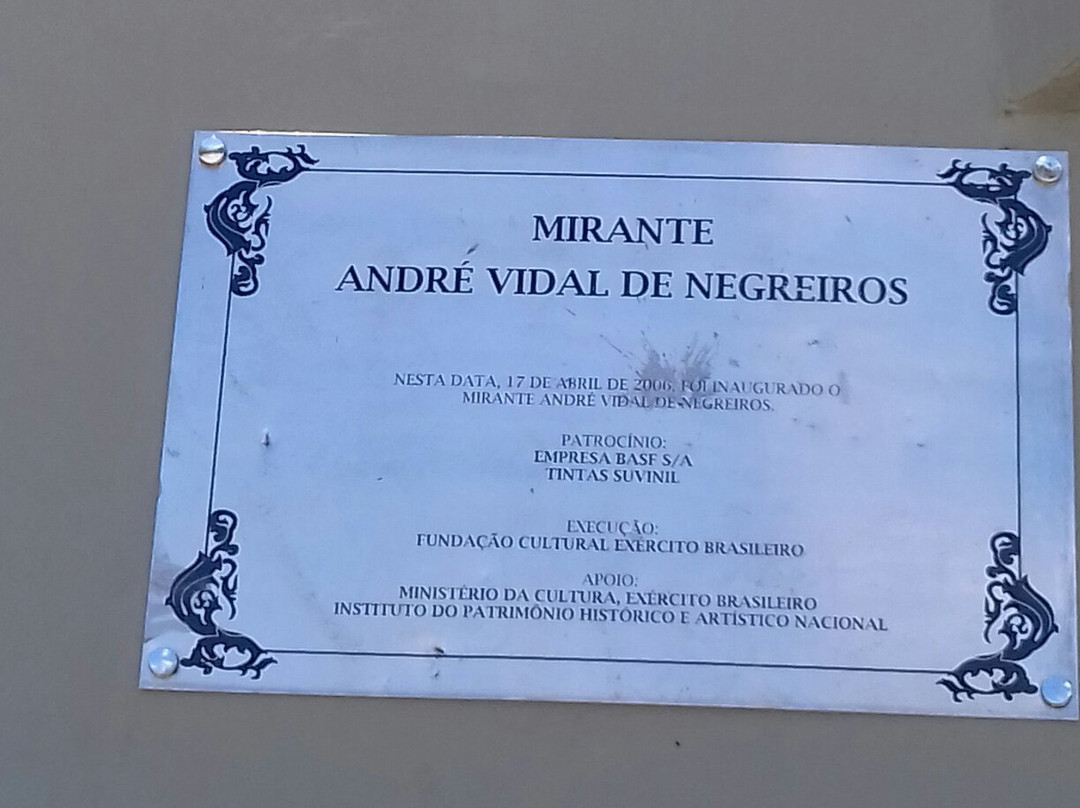 MIRANTE
ANDRÉ VIDAL DE NEGREIROS
NESTA DATA, 17 DE ABRIL DE 2006, FOI INAUGURADO O
MIRANTE ANDRÉ VIDAL DE NEGREIROS.
PATROCÍNIO:
EMPRESA BASF S/A
TINTAS SUVINIL
EXECUÇÃO:
FUNDAÇÃO CULTURAL EXÉRCITO BRASILEIRO
APOIO:
MINISTÉRIO DA CULTURA, EXÉRCITO BRASILEIRO
INSTITUTO DO PATRIMÔNIO HISTÓRICO E ARTÍSTICO NACIONAL